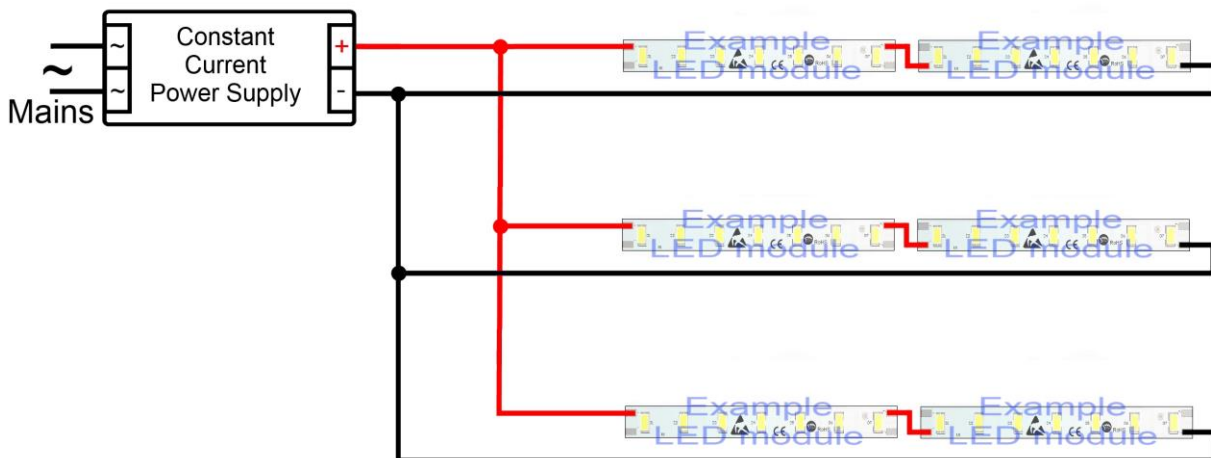 Constant
Current
Power Supply
~
~
+
-
~
Mains
Example
LED module
Example
LED module
Example
LED module
Example
LED module
Example
LED module
Example
LED module